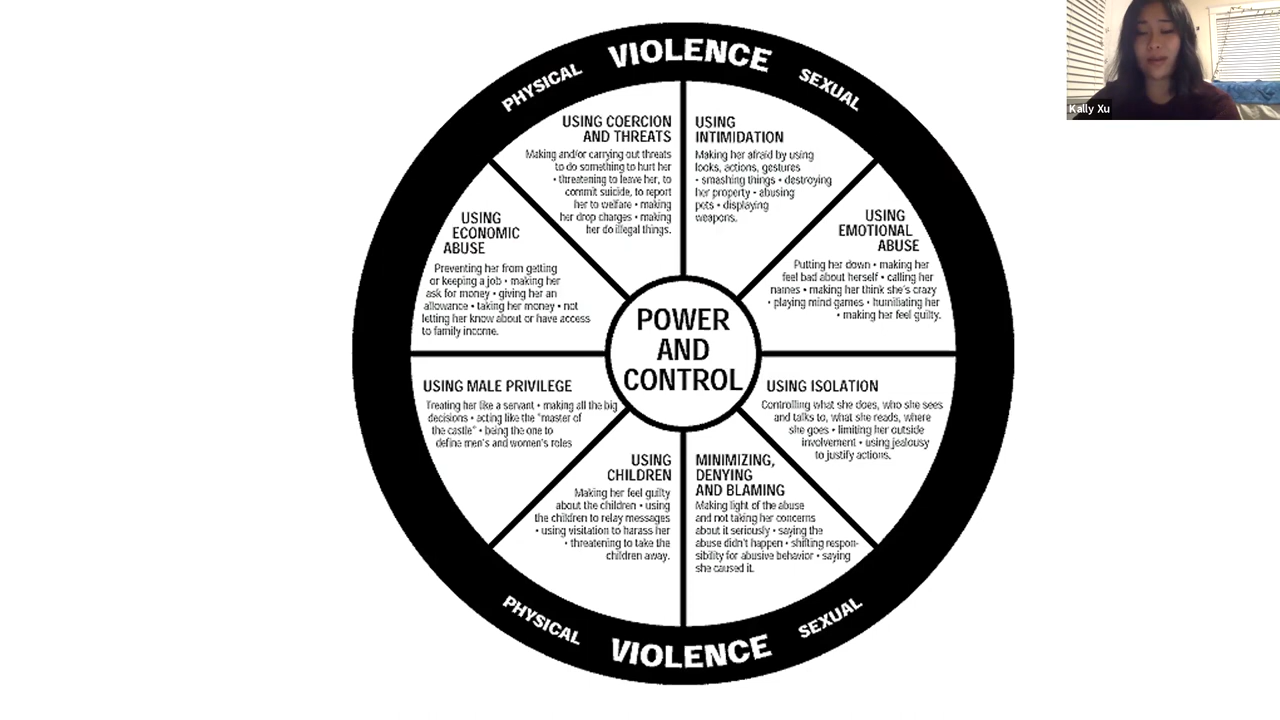 PHYSICAL VIOLENCE SEXUAL
Kally Xu
USING COERCION
AND THREATS
Making and/or carrying out threats
to do something to hurt her
• threatening to leave her, to
commit suicide, to report
her to welfare • making
her drop charges • making
her do illegal things.
USING
INTIMIDATION
Making her afraid by using
looks, actions, gestures
• smashing things • destroying
her property • abusing
pets • displaying
weapons.
USING
EMOTIONAL
ABUSE
Putting her down • making her
feel bad about herself • calling her
names • making her think she's crazy
• playing mind games • humiliating her
• making her feel guilty.
USING ISOLATION
Controlling what she does, who she sees
and talks to, what she reads, where
she goes • limiting her outside
involvement • using jealousy
to justify actions.
MINIMIZING,
DENYING
AND BLAMING
Making light of the abuse
and not taking her concerns
about it seriously • saying the
abuse didn't happen • shifting respon-
sibility for abusive behavior • saying
she caused it.
USING
CHILDREN
Making her feel guilty
about the children • using
the children to relay messages
• using visitation to harass her
• threatening to take the
children away.
USING MALE PRIVILEGE
Treating her like a servant • making all the big
decisions • acting like the "master of
the castle" • being the one to
define men's and women's roles
USING
ECONOMIC
ABUSE
Preventing her from getting
or keeping a job • making her
ask for money • giving her an
allowance • taking her money • not
letting her know about or have access
to family income.
POWER
AND
CONTROL
PHYSICAL VIOLENCE SEXUAL